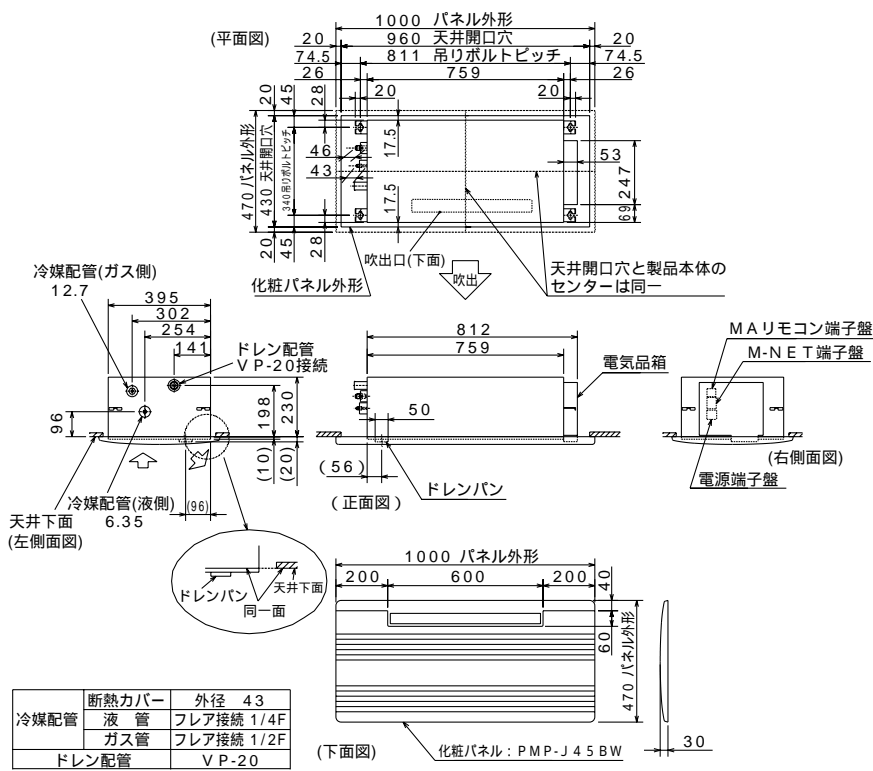 1000 パネル外形
(平面図)
20 960 天井開口穴 20
74.5 811 吊りボルトピッチ 74.5
26 759 26
20 20
20 45 28
470 パネル外形
430 天井開口穴
340吊りボルトピッチ
46
43
17.5
17.5
53
247
69
20 45 28
吹出口(下面)
化粧パネル外形
吹出
天井開口穴と製品本体の
センターは同一
冷媒配管(ガス側)
12.7
395
302
254
141
ドレン配管
VP-20接続
96
198
230
(10)
(20)
冷媒配管(液側)
6.35
(96)
天井下面
(左側面図)
812
759
電気品箱
50
(56)
ドレンパン
(正面図)
MAリモコン端子盤
M-NET端子盤
(右側面図)
電源端子盤
ドレンパン
天井下面
同一面
1000 パネル外形
200 600 200
40
60
470 パネル外形
30
(下面図)
化粧パネル:PMP-J45BW
冷媒配管 断熱カバー 外径 43
液 管 フレア接続 1/4F
ガス管 フレア接続 1/2F
ドレン配管 VP-20